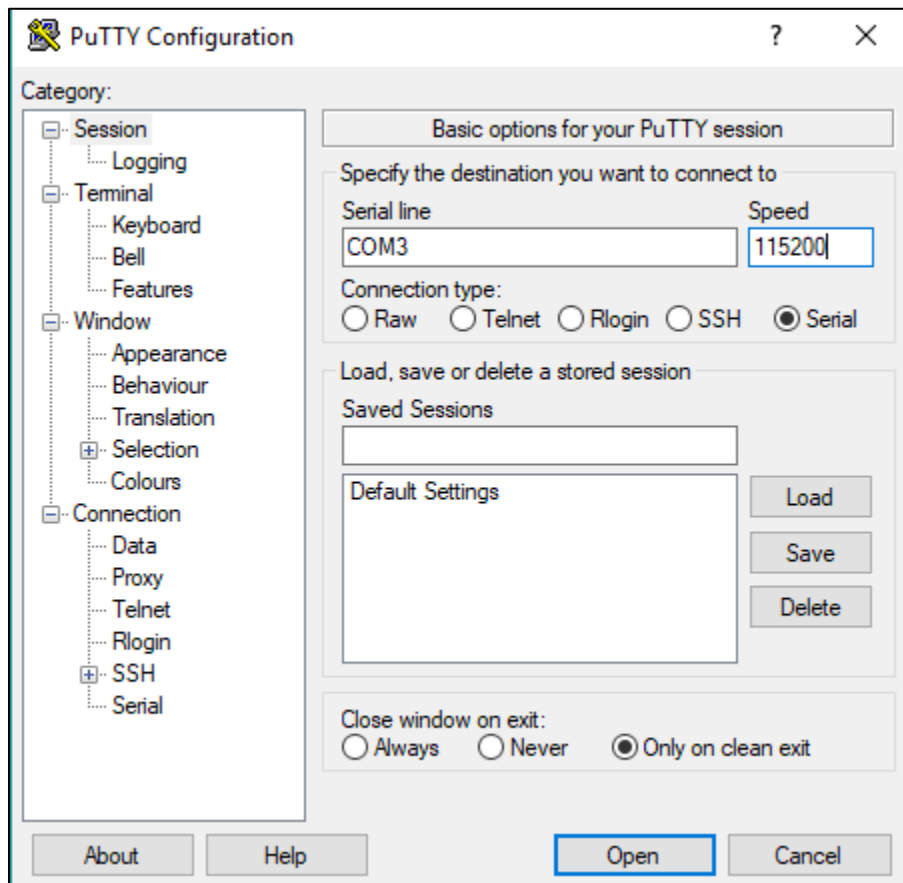 PuTTY Configuration
?
Category:
Session
Logging
Terminal
Keyboard
Bell
Features
Window
Appearance
Behaviour
Translation
Selection
Colours
Connection
Data
Proxy
Telnet
Rlogin
SSH
Serial
Basic options for your PuTTY session
Specify the destination you want to connect to
Serial line Speed
COM3 115200
Connection type:
Raw Telnet Rlogin SSH Serial
Load, save or delete a stored session
Saved Sessions
Default Settings
Load
Save
Delete
Close window on exit:
Always Never Only on clean exit
About Help Open Cancel